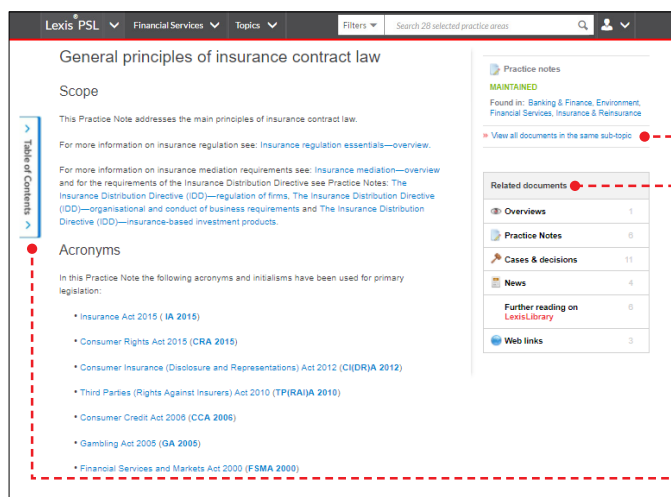 Lexis®PSL Financial Services Topics Filters Search 28 selected practice areas
General principles of insurance contract law
Scope
This Practice Note addresses the main principles of insurance contract law.
For more information on insurance regulation see: Insurance regulation essentials—overview.
For more information on insurance mediation requirements see: Insurance mediation—overview
and for the requirements of the Insurance Distribution Directive see Practice Notes: The
Insurance Distribution Directive (IDD)—regulation of firms, The Insurance Distribution Directive
(IDD)—organisational and conduct of business requirements and The Insurance Distribution
Directive (IDD)—insurance-based investment products.
Acronyms
In this Practice Note the following acronyms and initialisms have been used for primary
legislation:
• Insurance Act 2015 ( IA 2015)
• Consumer Rights Act 2015 (CRA 2015)
• Consumer Insurance (Disclosure and Representations) Act 2012 (CI(DR)A 2012)
• Third Parties (Rights Against Insurers) Act 2010 (TP(RAI)A 2010)
• Consumer Credit Act 2006 (CCA 2006)
• Gambling Act 2005 (GA 2005)
• Financial Services and Markets Act 2000 (FSMA 2000)
Table of Contents
Practice notes
MAINTAINED
Found in: Banking & Finance, Environment,
Financial Services, Insurance & Reinsurance
» View all documents in the same sub-topic
Related documents
Overviews 1
Practice Notes 6
Cases & decisions 11
News 4
Further reading on 6
LexisLibrary
Web links 3